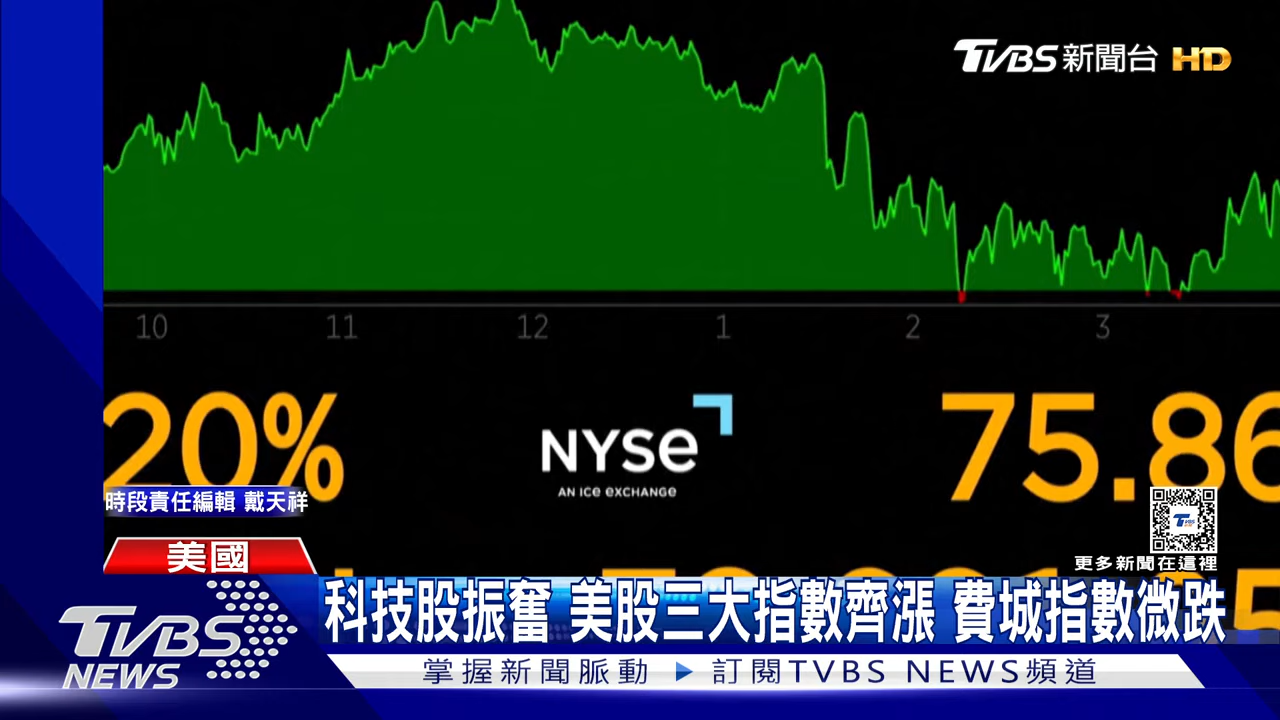 TVBS新聞台 HD
10 11 12 1 2 3
20%
NYSE
AN ICE EXCHANGE
75.86
時段責任編輯 戴天祥
TVBS
更多新聞在這裡
美國
科技股振奮 美股三大指數齊漲 費城指數微跌
TVBS
NEWS
掌握新聞脈動 ▶ 訂閱TVBS NEWS頻道